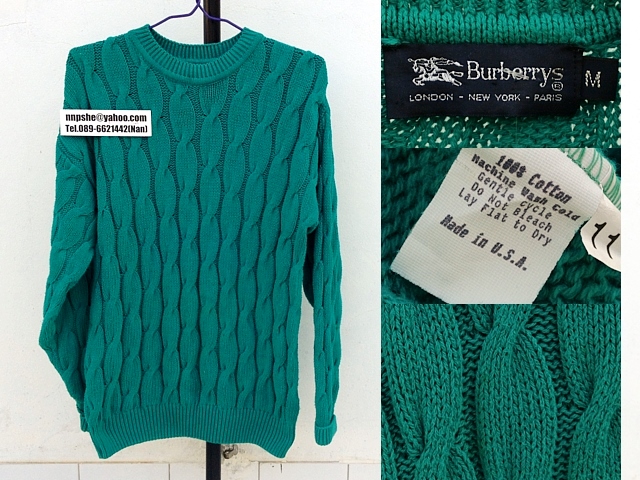 nnpshe@yahoo.com
Tel.089-6621442(Nan)
Burberrys
®
M
LONDON - NEW YORK - PARIS
100% Cotton
Machine Wash Cold
Gentle Cycle
Do Not Bleach
Lay Flat to Dry
Made in U.S.A.
11